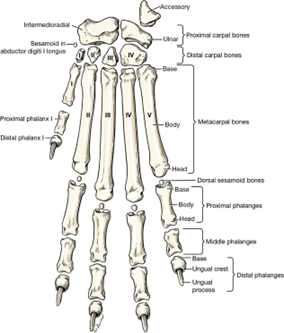 Accessory
Intermedioradial
Ulnar
Proximal carpal bones
Sesamoid in
abductor digiti I longus
Distal carpal bones
I
II
III
IV
Base
I
Metacarpal bones
Proximal phalanx I
Distal phalanx I
II
III
IV
V
Body
Head
Dorsal sesamoid bones
Base
Body
Head
Proximal phalanges
Middle phalanges
Base
Ungual crest
Ungual
process
Distal phalanges